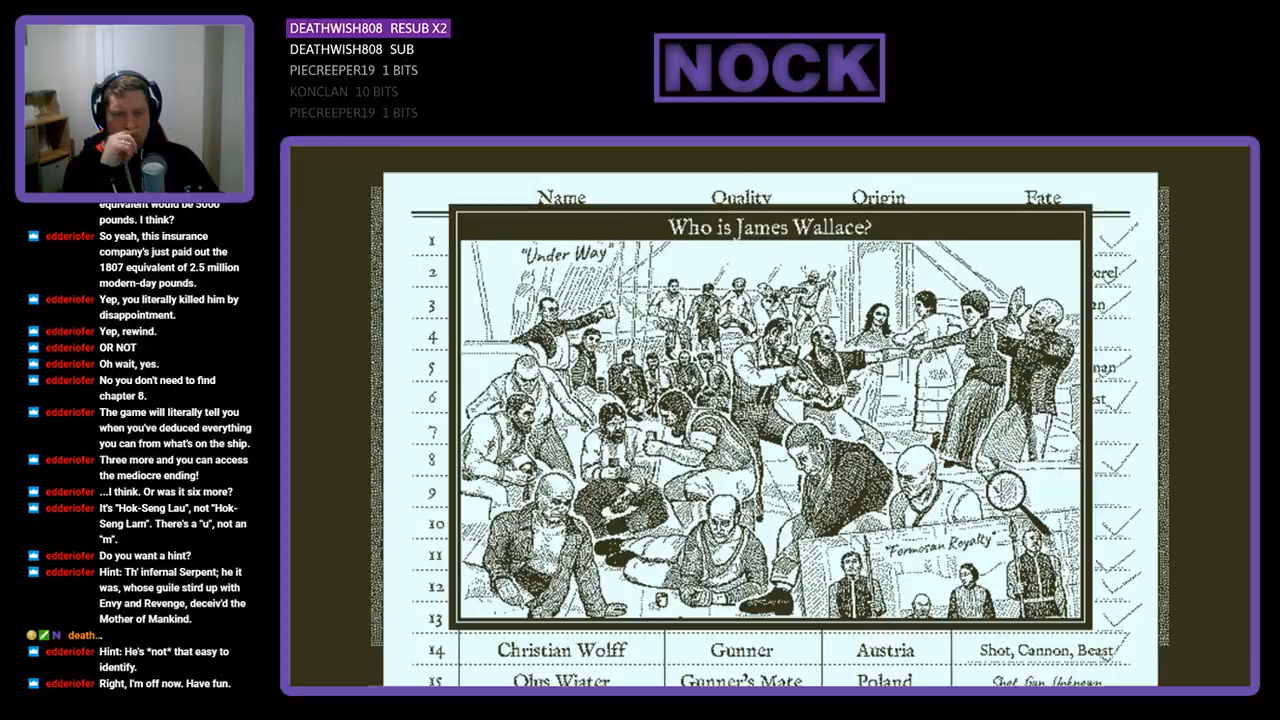 DEATHWISH808 RESUB X2
DEATHWISH808 SUB
PIECREEPER19 1 BITS
KONCLAN 10 BITS
PIECREEPER19 1 BITS
NOCK
equivalent would be 5000
pounds. I think?
edderiofer So yeah, this insurance
company's just paid out the
1807 equivalent of 2.5 million
modern-day pounds.
edderiofer Yep, you literally killed him by
disappointment.
edderiofer Yep, rewind.
edderiofer OR NOT
edderiofer Oh wait, yes.
edderiofer No you don't need to find
chapter 8.
edderiofer The game will literally tell you
when you've deduced everything
you can from what's on the ship.
edderiofer Three more and you can access
the mediocre ending!
edderiofer ...I think. Or was it six more?
edderiofer It's "Hok-Seng Lau", not "Hok-
Seng Lam". There's a "u", not an
"m".
edderiofer Do you want a hint?
edderiofer Hint: Th' infernal Serpent; he it
was, whose guile stird up with
Envy and Revenge, deceiv'd the
Mother of Mankind.
death…
edderiofer Hint: He's *not* that easy to
identify.
edderiofer Right, I'm off now. Have fun.
Name Quality Origin Fate
Who is James Wallace?
"Under Way"
"Formosan Royalty"
1
2
3
4
5
6
7
8
9
10
11
12
13
14 Christian Wolff Gunner Austria Shot, Cannon, Beast
15 Olus Wiater Gunner's Mate Poland Shot, Gun, Unknown